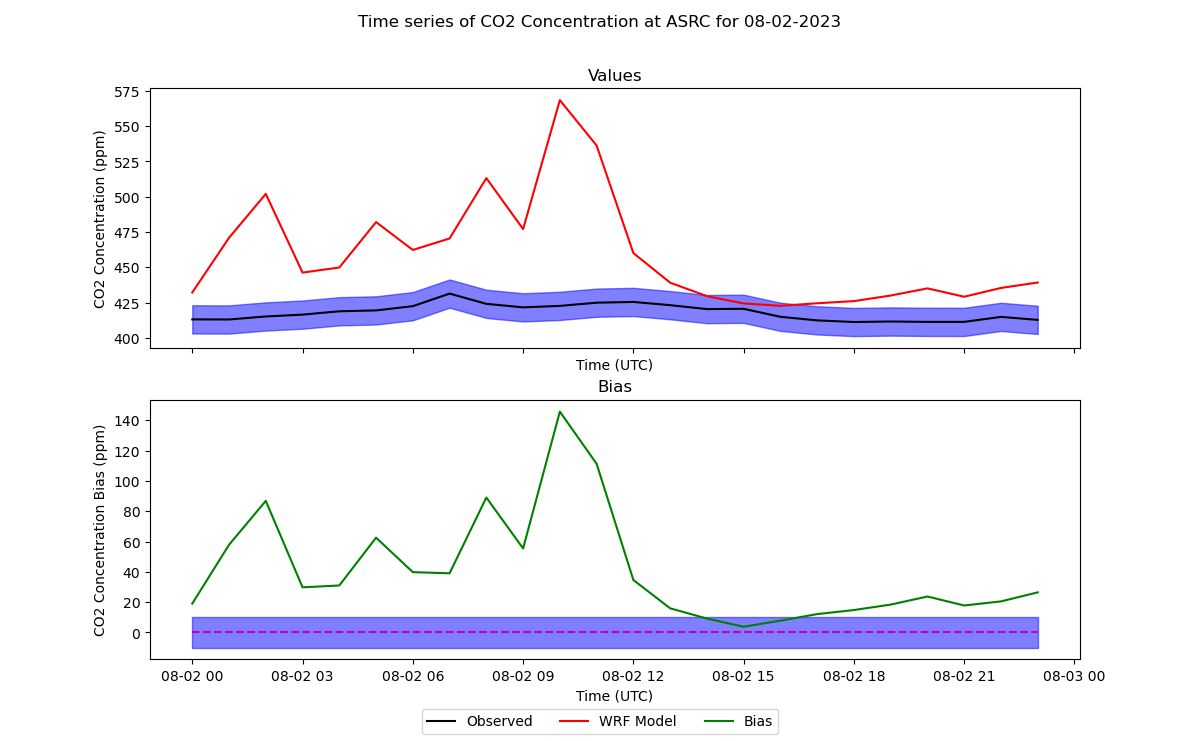 Time series of CO2 Concentration at ASRC for 08-02-2023
Values
CO2 Concentration (ppm)
575
550
525
500
475
450
425
400
Time (UTC)
Bias
CO2 Concentration Bias (ppm)
140
120
100
80
60
40
20
0
08-02 00 08-02 03 08-02 06 08-02 09 08-02 12 08-02 15 08-02 18 08-02 21 08-03 00
Time (UTC)
Observed WRF Model Bias